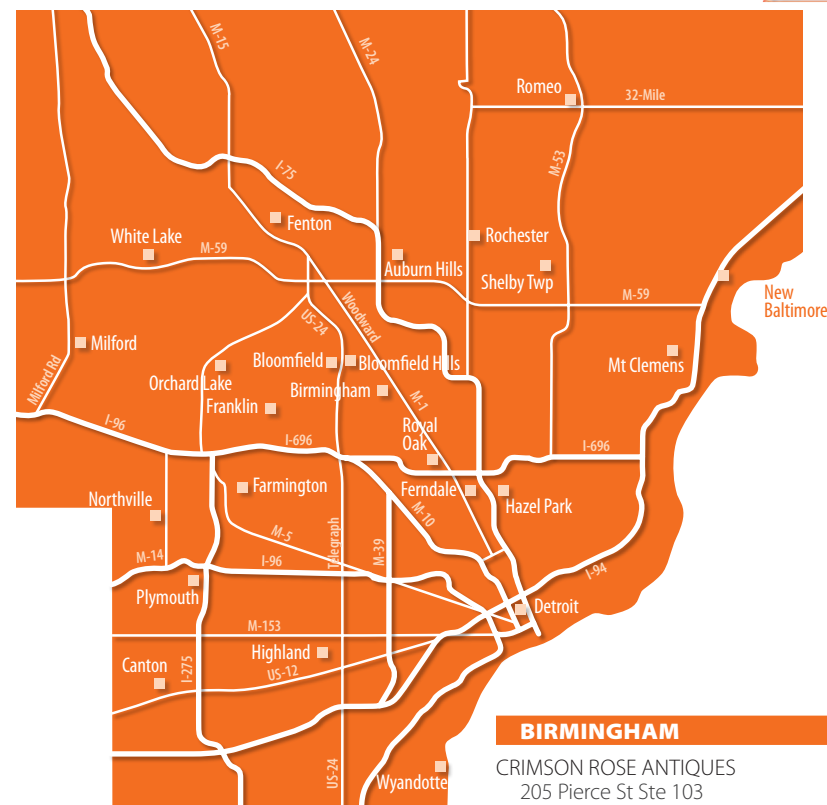 M-15
M-24
Romeo
32-Mile
M-53
I-75
Fenton
White Lake
M-59
Auburn Hills
Rochester
Shelby Twp
M-59
New
Baltimore
Woodward
US-24
Milford
Milford Rd
Orchard Lake
Bloomfield
Bloomfield Hills
Birmingham
Mt Clemens
Franklin
M-1
I-96
Royal
Oak
I-696
I-696
Northville
Farmington
Ferndale
Hazel Park
M-10
M-5
Telegraph
M-39
M-14
I-96
I-94
Plymouth
Detroit
M-153
Highland
Canton
I-275
US-12
US-24
Wyandotte
BIRMINGHAM
CRIMSON ROSE ANTIQUES
205 Pierce St Ste 103